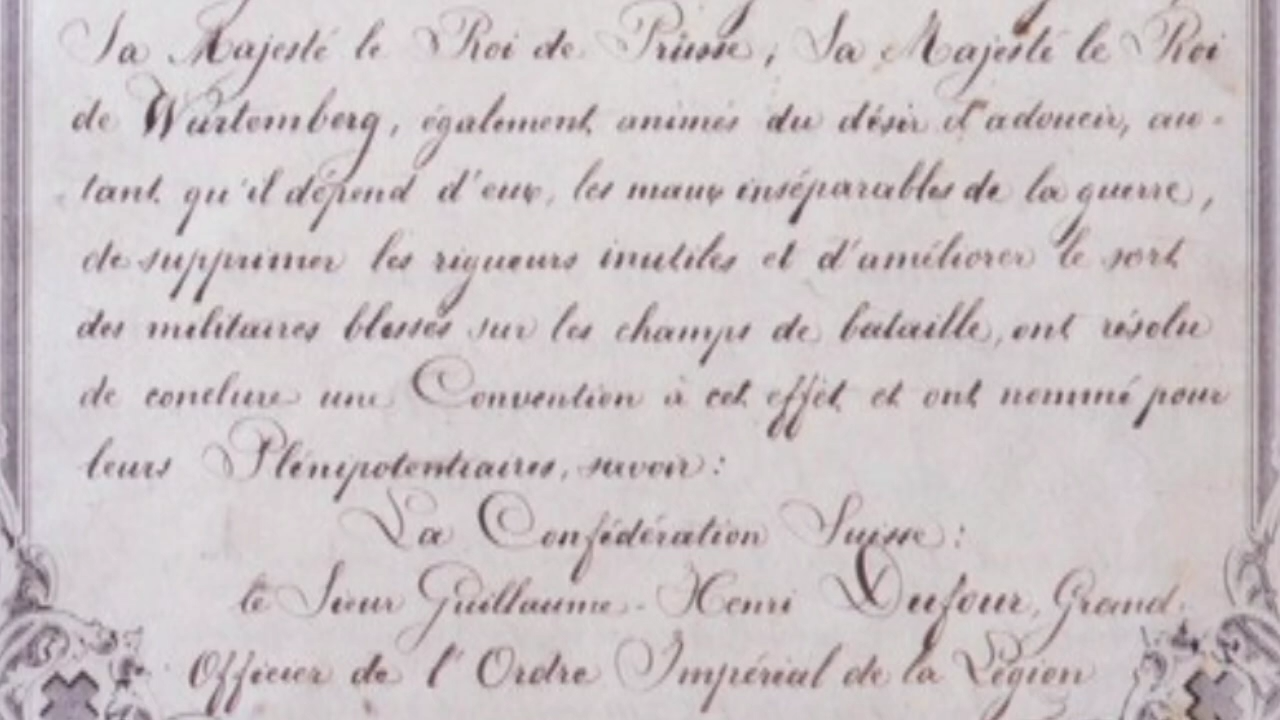 Sa Majesté le Roi de Prusse, Sa Majesté le Roi
de Wurtemberg, également animés du désir d'adoucir, au-
tant qu'il dépend d'eux, les maux inséparables de la guerre,
de supprimer les rigueurs inutiles et d'améliorer le sort
des militaires blessés sur les champs de bataille, ont résolu
de conclure une Convention à cet effèt et ont nommé pour
leurs Plénipotentiaires, savoir:
La Confédération Suisse:
le Sieur Guillaume-Henri Dufour, Grand-
Officier de l'Ordre Impérial de la Légion